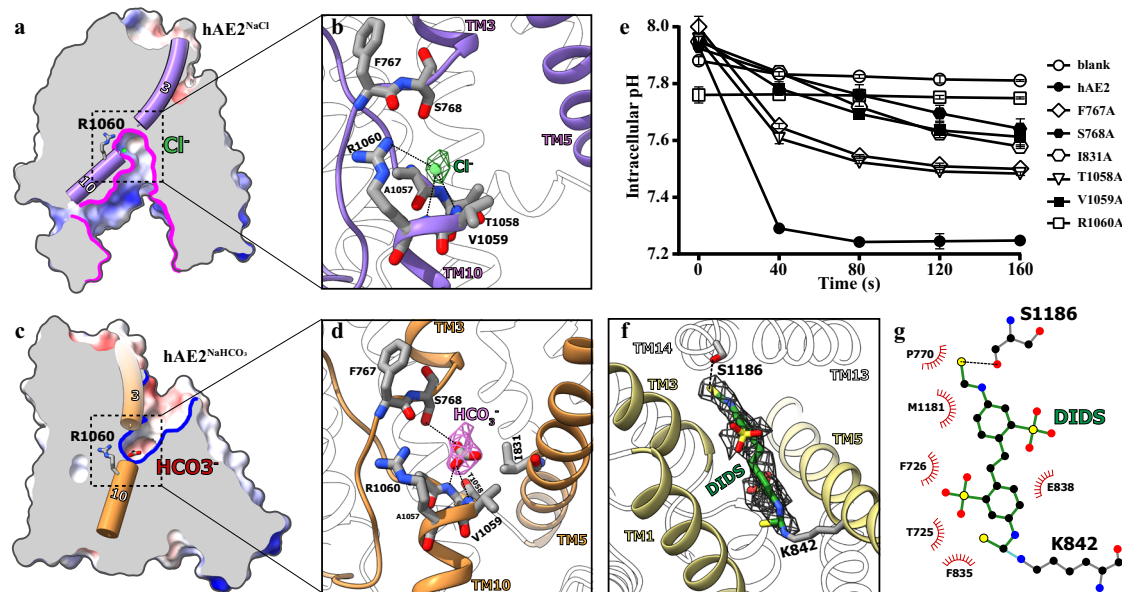 a
hAE2NaCl
3
R1060
Cl-
10
b
TM3
F767
S768
TM5
R1060
Cl-
A1057
T1058
V1059
TM10
c
hAE2NaHCO₃
3
R1060
HCO3-
10
d
TM3
F767
S768
HCO3-
I831
R1060
T1058
A1057
V1059
TM5
TM10
e
Intracellular pH
8.0
7.8
7.6
7.4
7.2
0
40
80
120
160
Time (s)
blank
hAE2
F767A
S768A
I831A
T1058A
V1059A
R1060A
f
TM14
S1186
TM13
TM3
TM5
DIDS
TM1
K842
g
S1186
P770
M1181
DIDS
F726
E838
T725
K842
F835